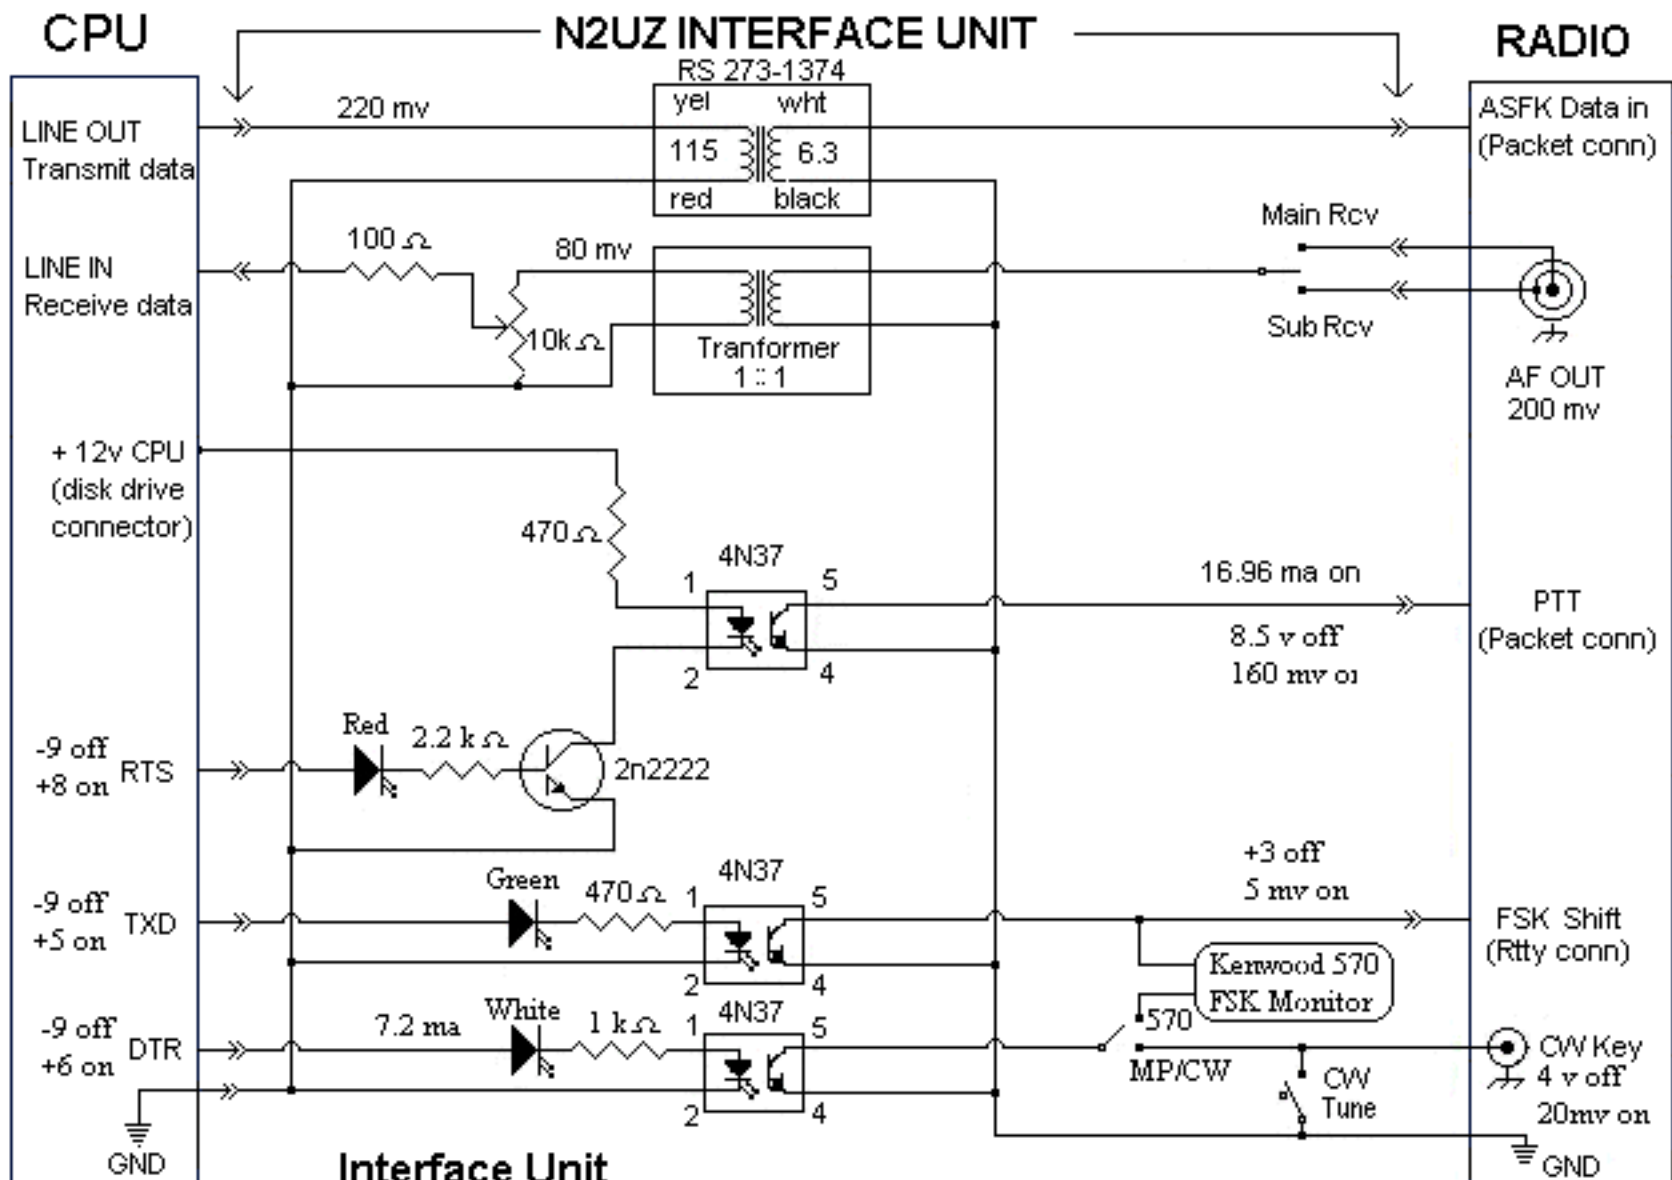 CPU
N2UZ INTERFACE UNIT
RADIO
RS 273-1374
yel wht
115 6.3
red black
220 mv
LINE OUT
Transmit data
ASFK Data in
(Packet conn)
LINE IN
Receive data
100 Ω
80 mv
10k Ω
Tranformer
1 :: 1
Main Rcv
Sub Rcv
AF OUT
200 mv
+ 12v CPU
(disk drive
connector)
470 Ω
4N37
1 5
2 4
16.96 ma on
8.5 v off
160 mv
PTT
(Packet conn)
-9 off
+8 on
RTS
Red
2.2 k Ω
2n2222
-9 off
+5 on
TXD
Green
470 Ω
4N37
1 5
2 4
+3 off
5 mv on
FSK Shift
(Rtty conn)
Kenwood 570
FSK Monitor
-9 off
+6 on
DTR
7.2 ma
White
1 k Ω
4N37
1 5
2 4
570
MP/CW
CW
Tune
CW Key
4 v off
20mv on
GND
GND
Interface Unit